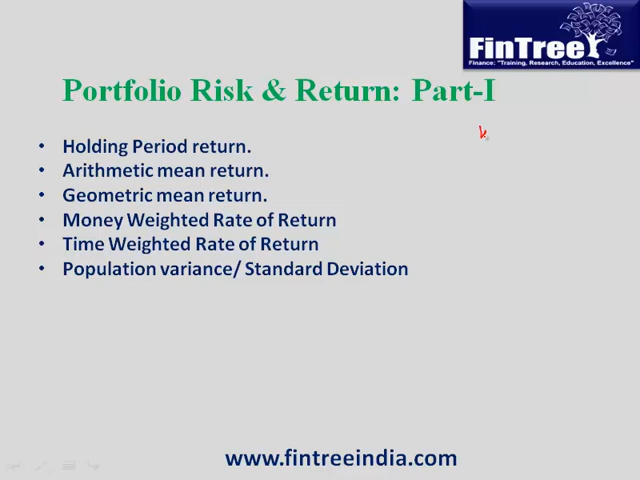 FinTree
Finance: "Training, Research, Education, Excellence"
Portfolio Risk & Return: Part-I
• Holding Period return.
• Arithmetic mean return.
• Geometric mean return.
• Money Weighted Rate of Return
• Time Weighted Rate of Return
• Population variance/ Standard Deviation
www.fintreeindia.com